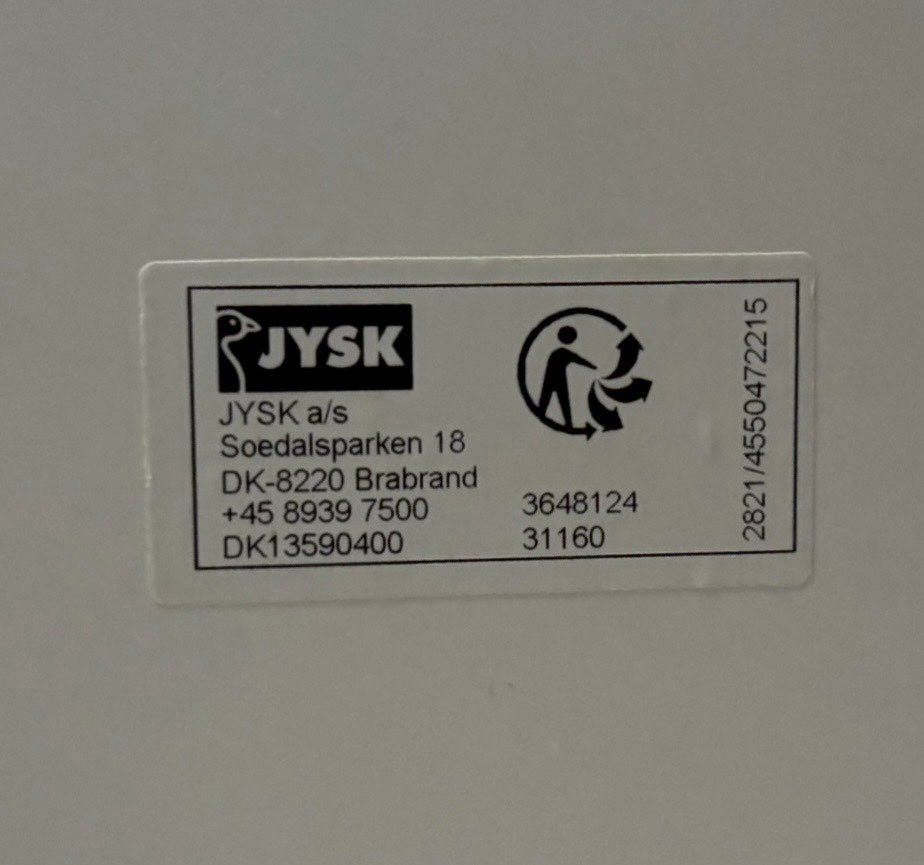 JYSK
JYSK a/s
Soedalsparken 18
DK-8220 Brabrand
+45 8939 7500
DK13590400
3648124
31160
2821/4550472215